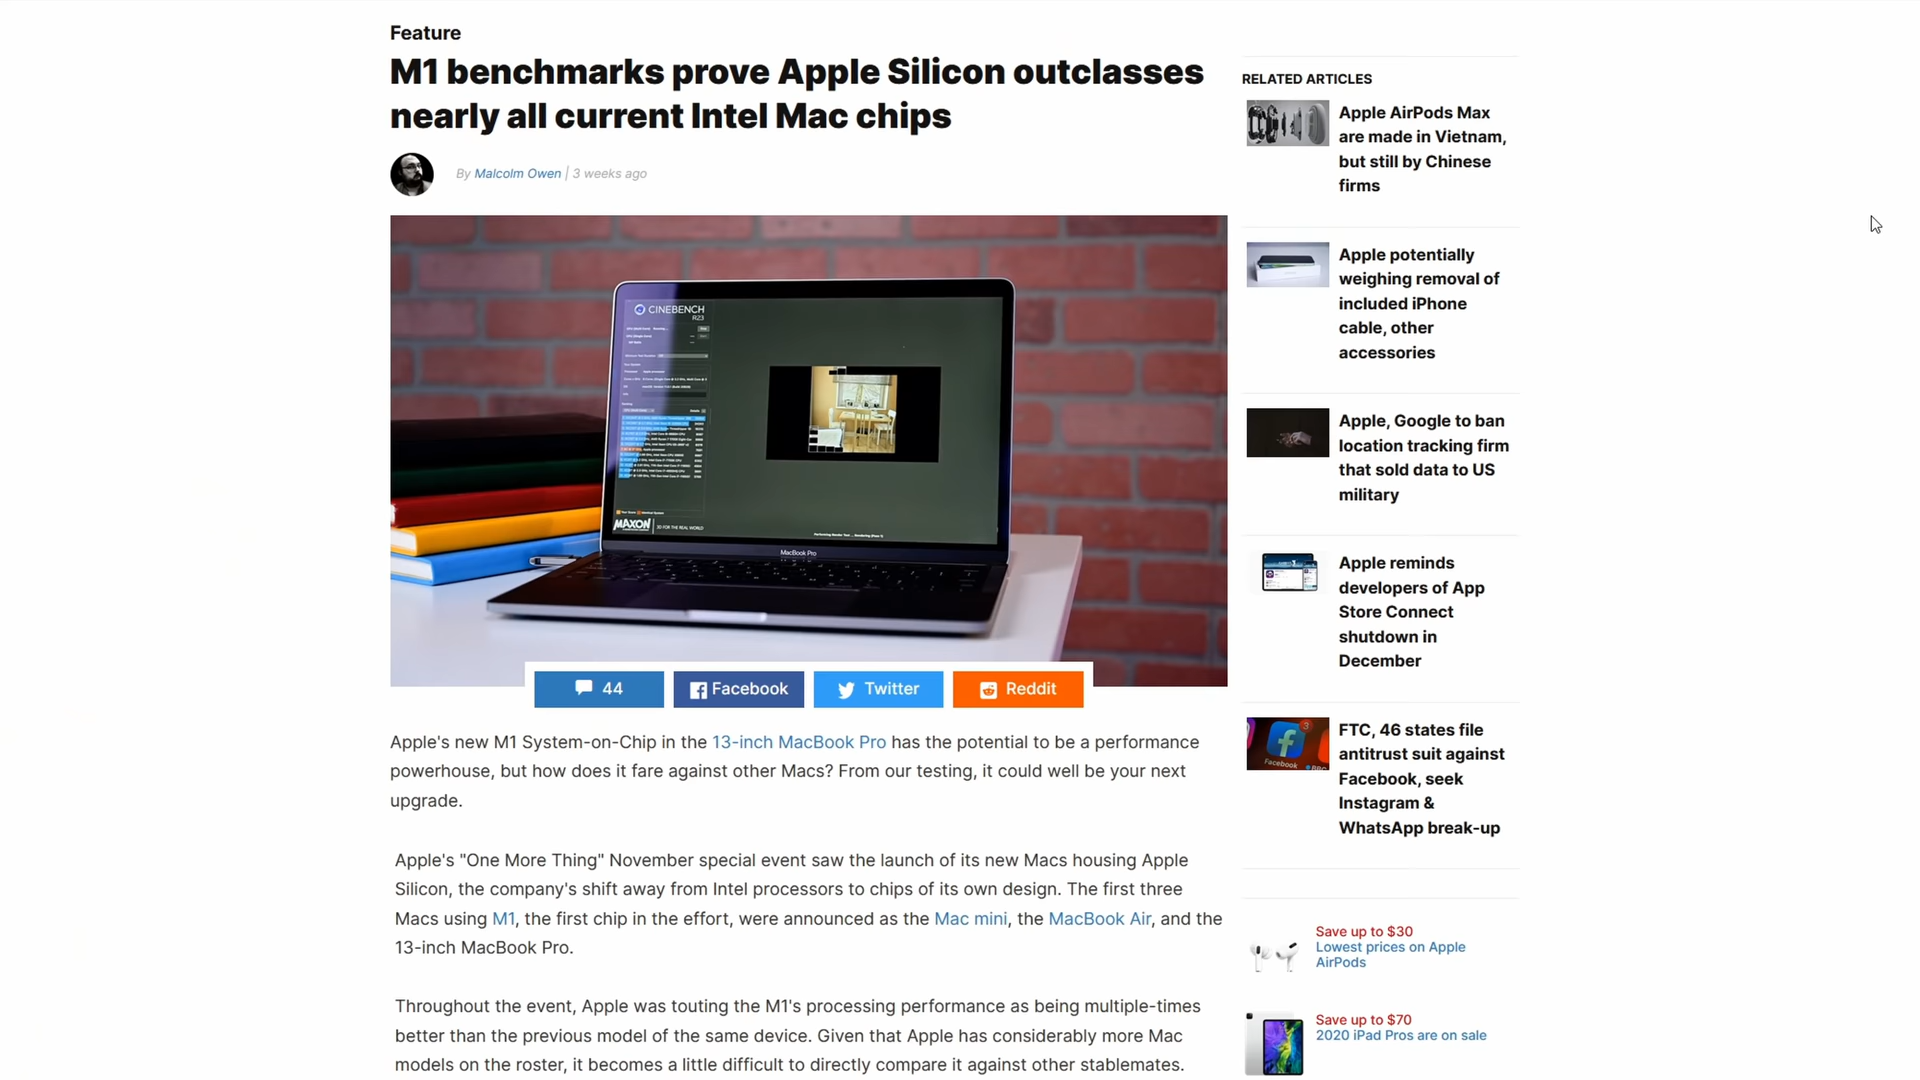 Feature
M1 benchmarks prove Apple Silicon outclasses
nearly all current Intel Mac chips
By Malcolm Owen | 3 weeks ago
CINEBENCH
R23
MAXON
3D FOR THE REAL WORLD
MacBook Pro
44
Facebook
Twitter
Reddit
Apple's new M1 System-on-Chip in the 13-inch MacBook Pro has the potential to be a performance
powerhouse, but how does it fare against other Macs? From our testing, it could well be your next
upgrade.
Apple's "One More Thing" November special event saw the launch of its new Macs housing Apple
Silicon, the company's shift away from Intel processors to chips of its own design. The first three
Macs using M1, the first chip in the effort, were announced as the Mac mini, the MacBook Air, and the
13-inch MacBook Pro.
Throughout the event, Apple was touting the M1's processing performance as being multiple-times
better than the previous model of the same device. Given that Apple has considerably more Mac
models on the roster, it becomes a little difficult to directly compare it against other stablemates.
RELATED ARTICLES
Apple AirPods Max
are made in Vietnam,
but still by Chinese
firms
Apple potentially
weighing removal of
included iPhone
cable, other
accessories
Apple, Google to ban
location tracking firm
that sold data to US
military
Apple reminds
developers of App
Store Connect
shutdown in
December
3
Facebook
FTC, 46 states file
antitrust suit against
Facebook, seek
Instagram &
WhatsApp break-up
Save up to $30
Lowest prices on Apple
AirPods
Save up to $70
2020 iPad Pros are on sale